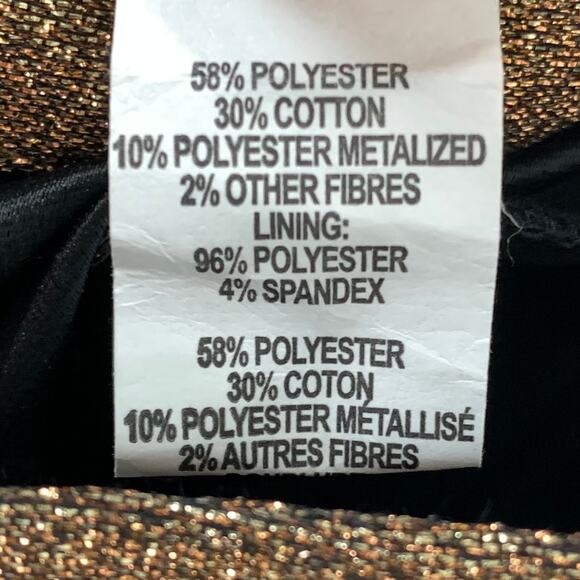 58% POLYESTER
30% COTTON
10% POLYESTER METALIZED
2% OTHER FIBRES
LINING:
96% POLYESTER
4% SPANDEX
58% POLYESTER
30% COTON
10% POLYESTER MÉTALLISÉ
2% AUTRES FIBRES